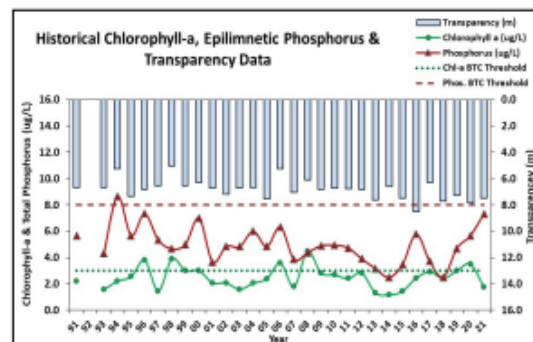 Historical Chlorophyll-a, Epilimnetic Phosphorus &
Transparency Data
Transparency (m)
Chlorophyll a (ug/L)
Phosphorus (ug/L)
Chl-a BTC Threshold
Phos. BTC Threshold
Chlorophyll-a & Total Phosphorus (ug/L)
16.0
14.0
12.0
10.0
8.0
6.0
4.0
2.0
0.0
0.0
2.0
4.0
6.0
8.0
10.0
12.0
14.0
16.0
Transparencey (m)
91 92 93 94 95 96 97 98 99 00 01 02 03 04 05 06 07 08 09 10 11 12 13 14 15 16 17 18 19 20 21
Year